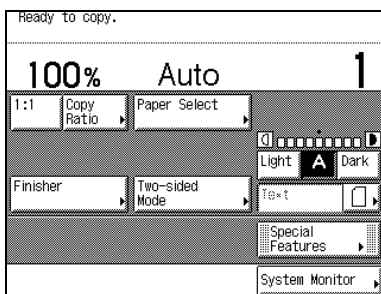 Ready to copy.
100% Auto 1
1:1 Copy Ratio Paper Select
Light A Dark
Finisher Two-sided Mode Text
Special Features
System Monitor